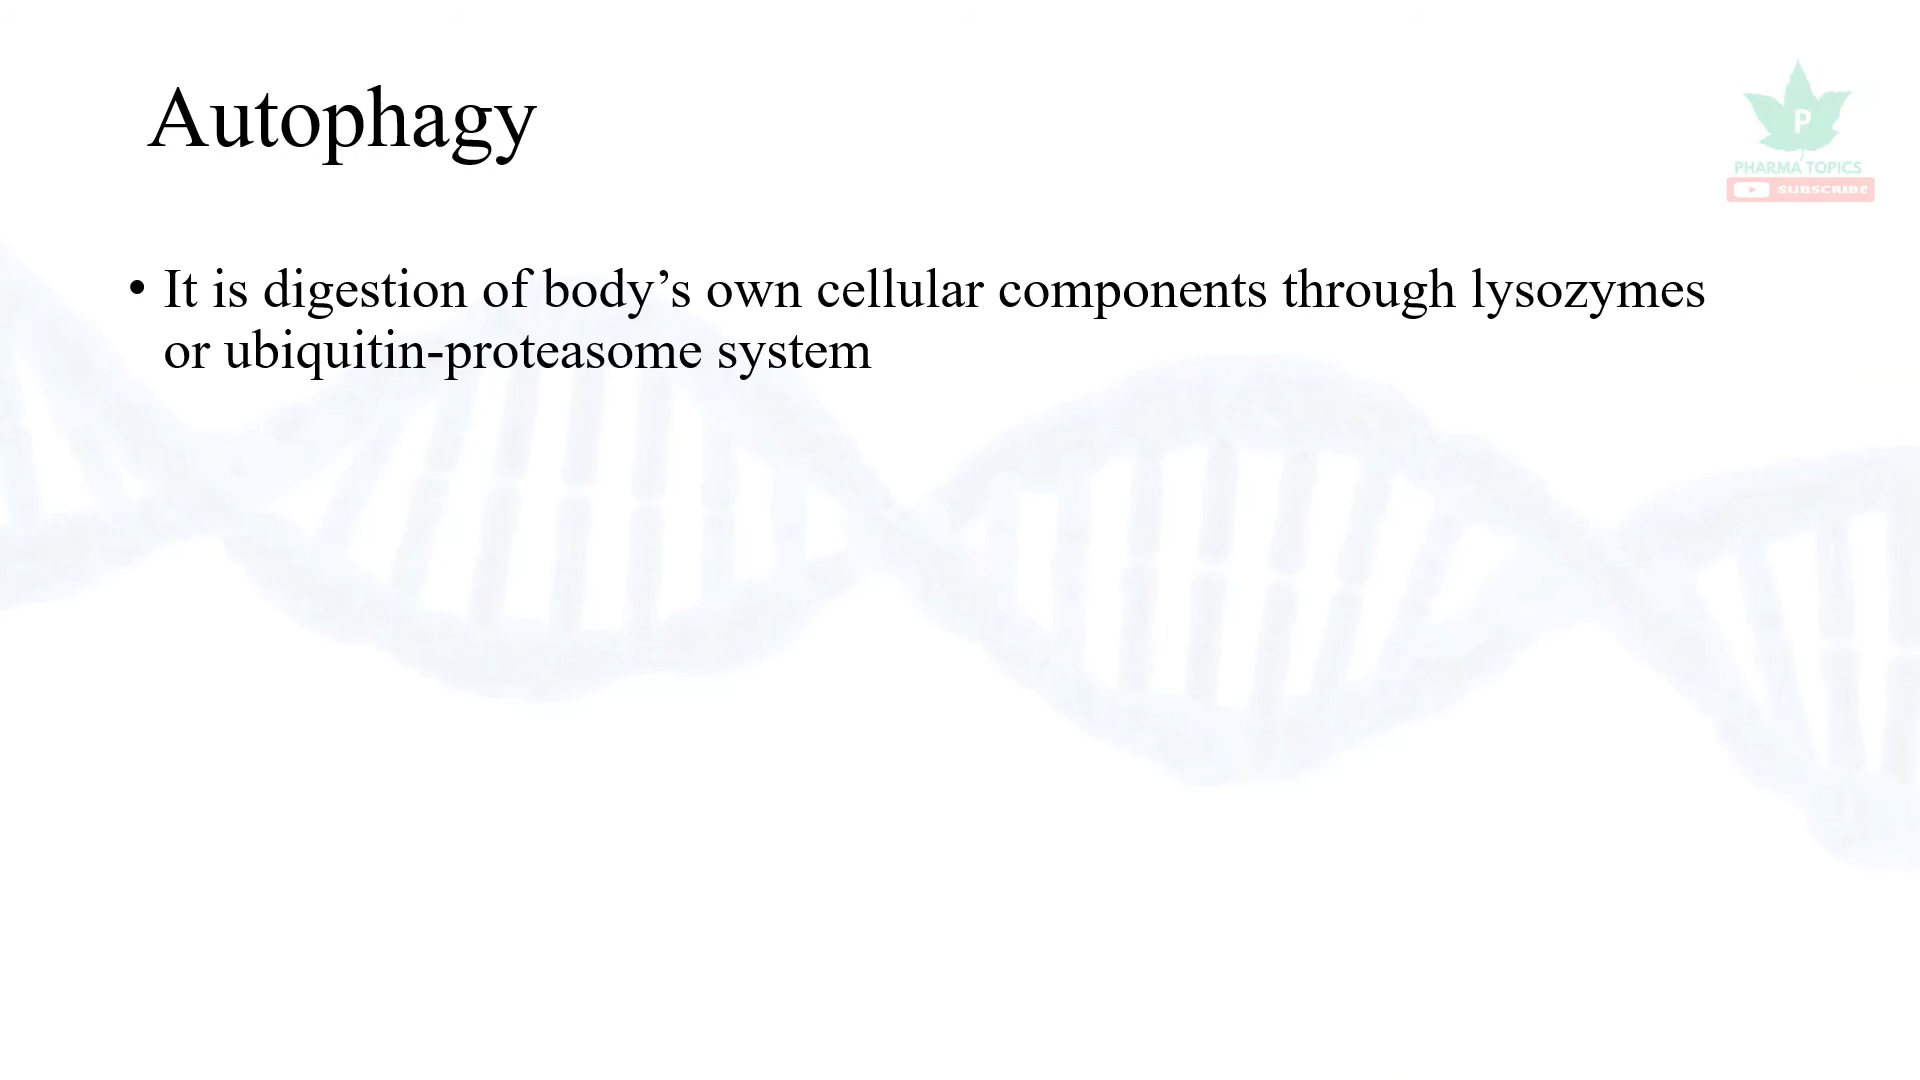 Autophagy
P
PHARMA TOPICS
SUBSCRIBE
• It is digestion of body’s own cellular components through lysozymes
or ubiquitin-proteasome system